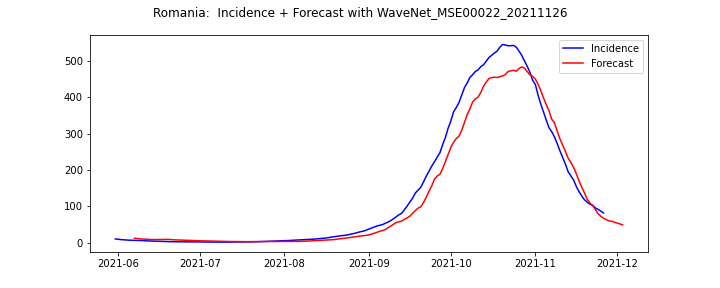 Romania:  Incidence + Forecast with WaveNet_MSE00022_20211126
Incidence
Forecast
500
400
300
200
100
0
2021-06 2021-07 2021-08 2021-09 2021-10 2021-11 2021-12